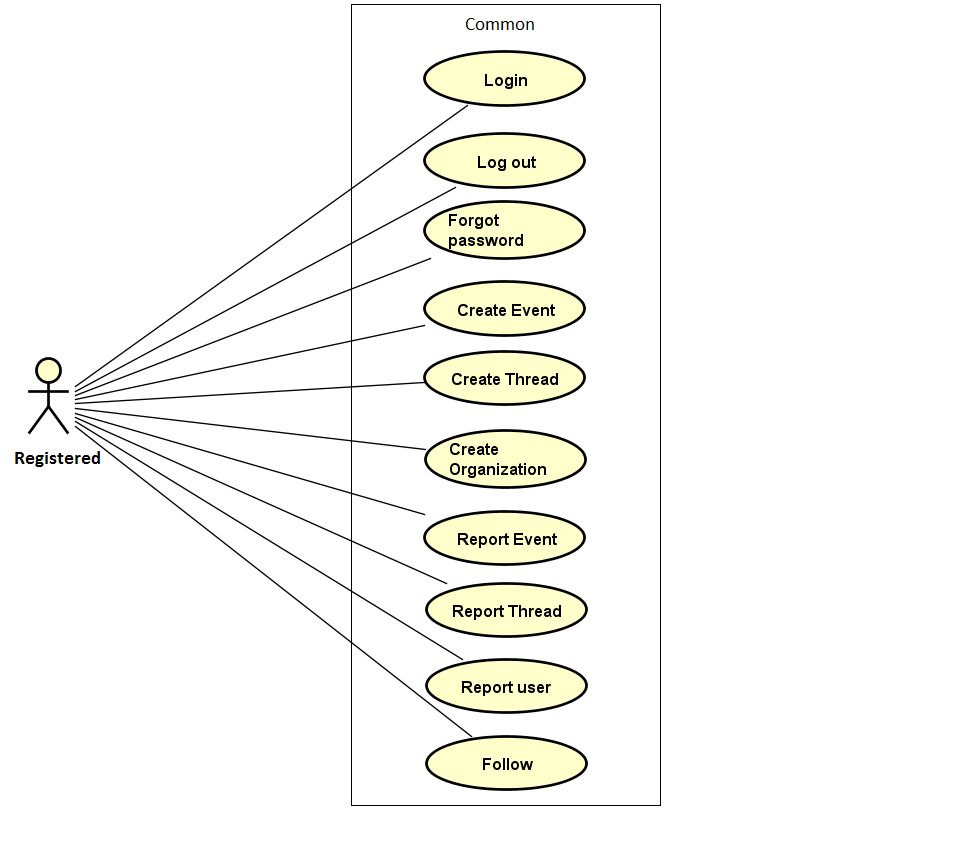 Common
Login
Log out
Forgot
password
Create Event
Create Thread
Registered
Create
Organization
Report Event
Report Thread
Report user
Follow